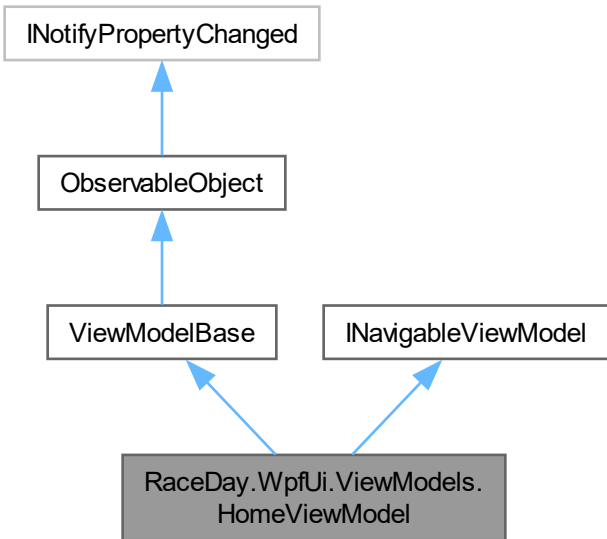 INotifyPropertyChanged
ObservableObject
ViewModelBase
INavigableViewModel
RaceDay.WpfUi.ViewModels.
HomeViewModel